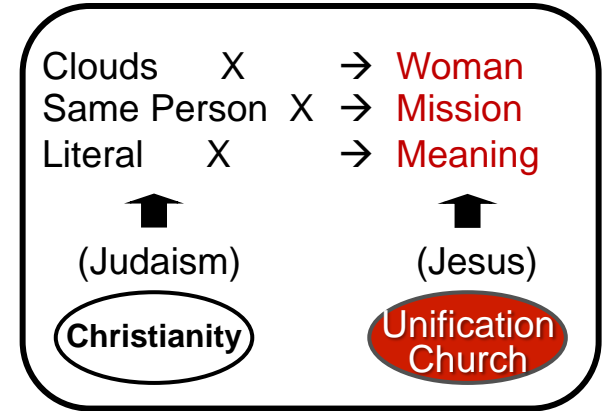 Clouds X → Woman
Same Person X → Mission
Literal X → Meaning
(Judaism) (Jesus)
Christianity
Unification
Church